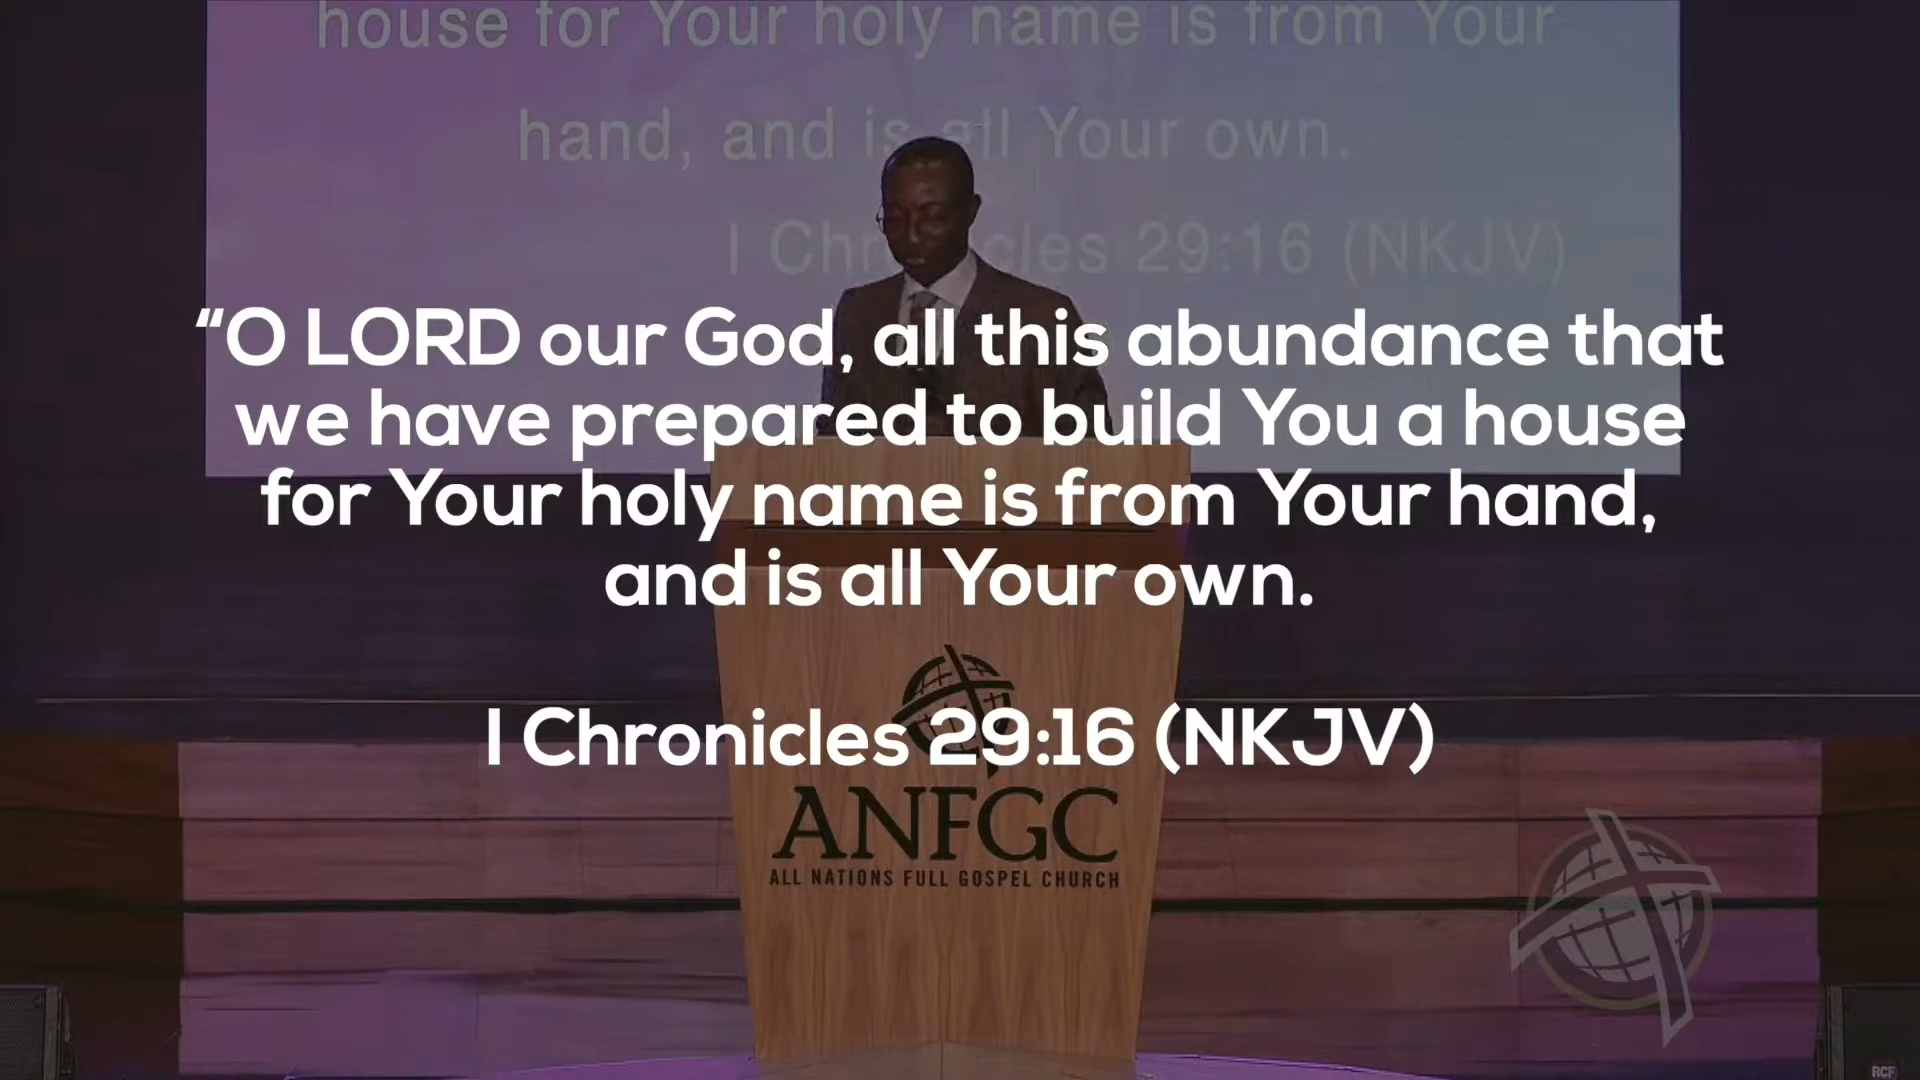 house for Your holy name is from Your
hand, and is all Your own.
I Chronicles 29:16 (NKJV)
“O LORD our God, all this abundance that
we have prepared to build You a house
for Your holy name is from Your hand,
and is all Your own.
I Chronicles 29:16 (NKJV)
ANFGC
ALL NATIONS FULL GOSPEL CHURCH
RCF